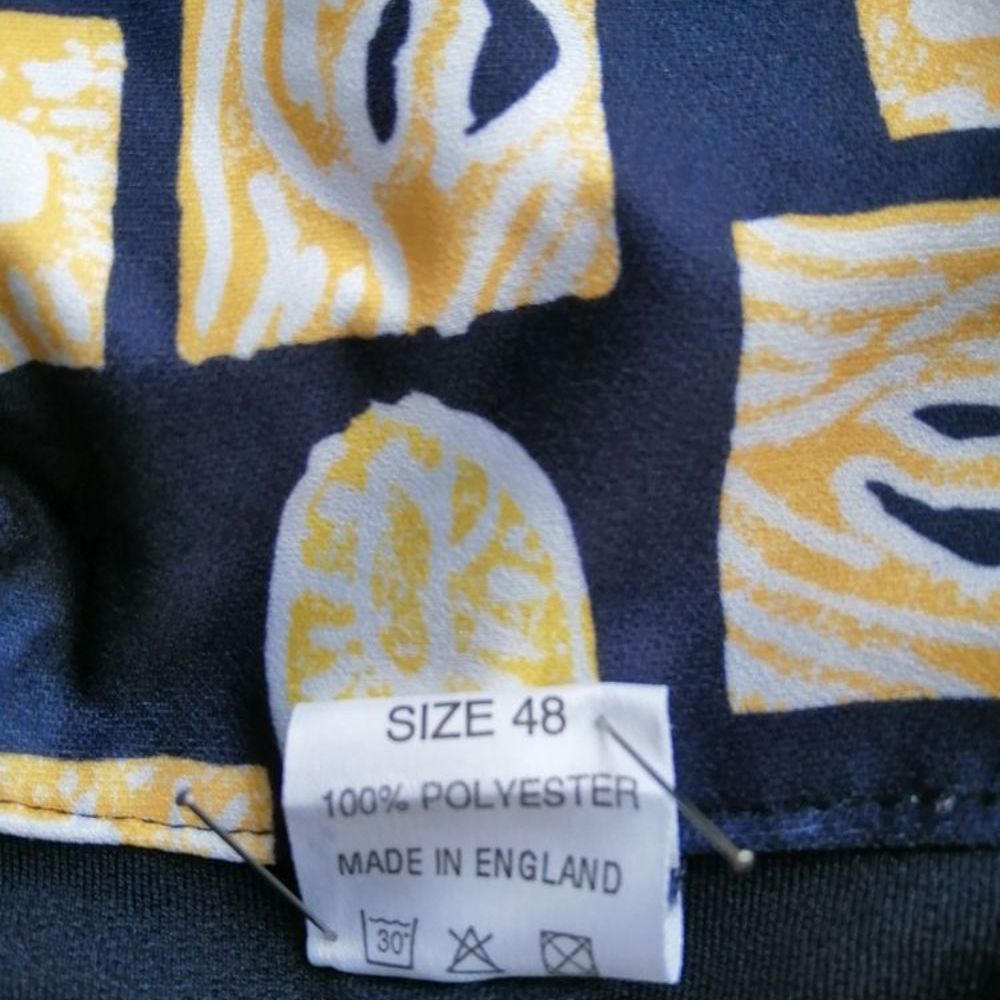 SIZE 48
100% POLYESTER
MADE IN ENGLAND
30°